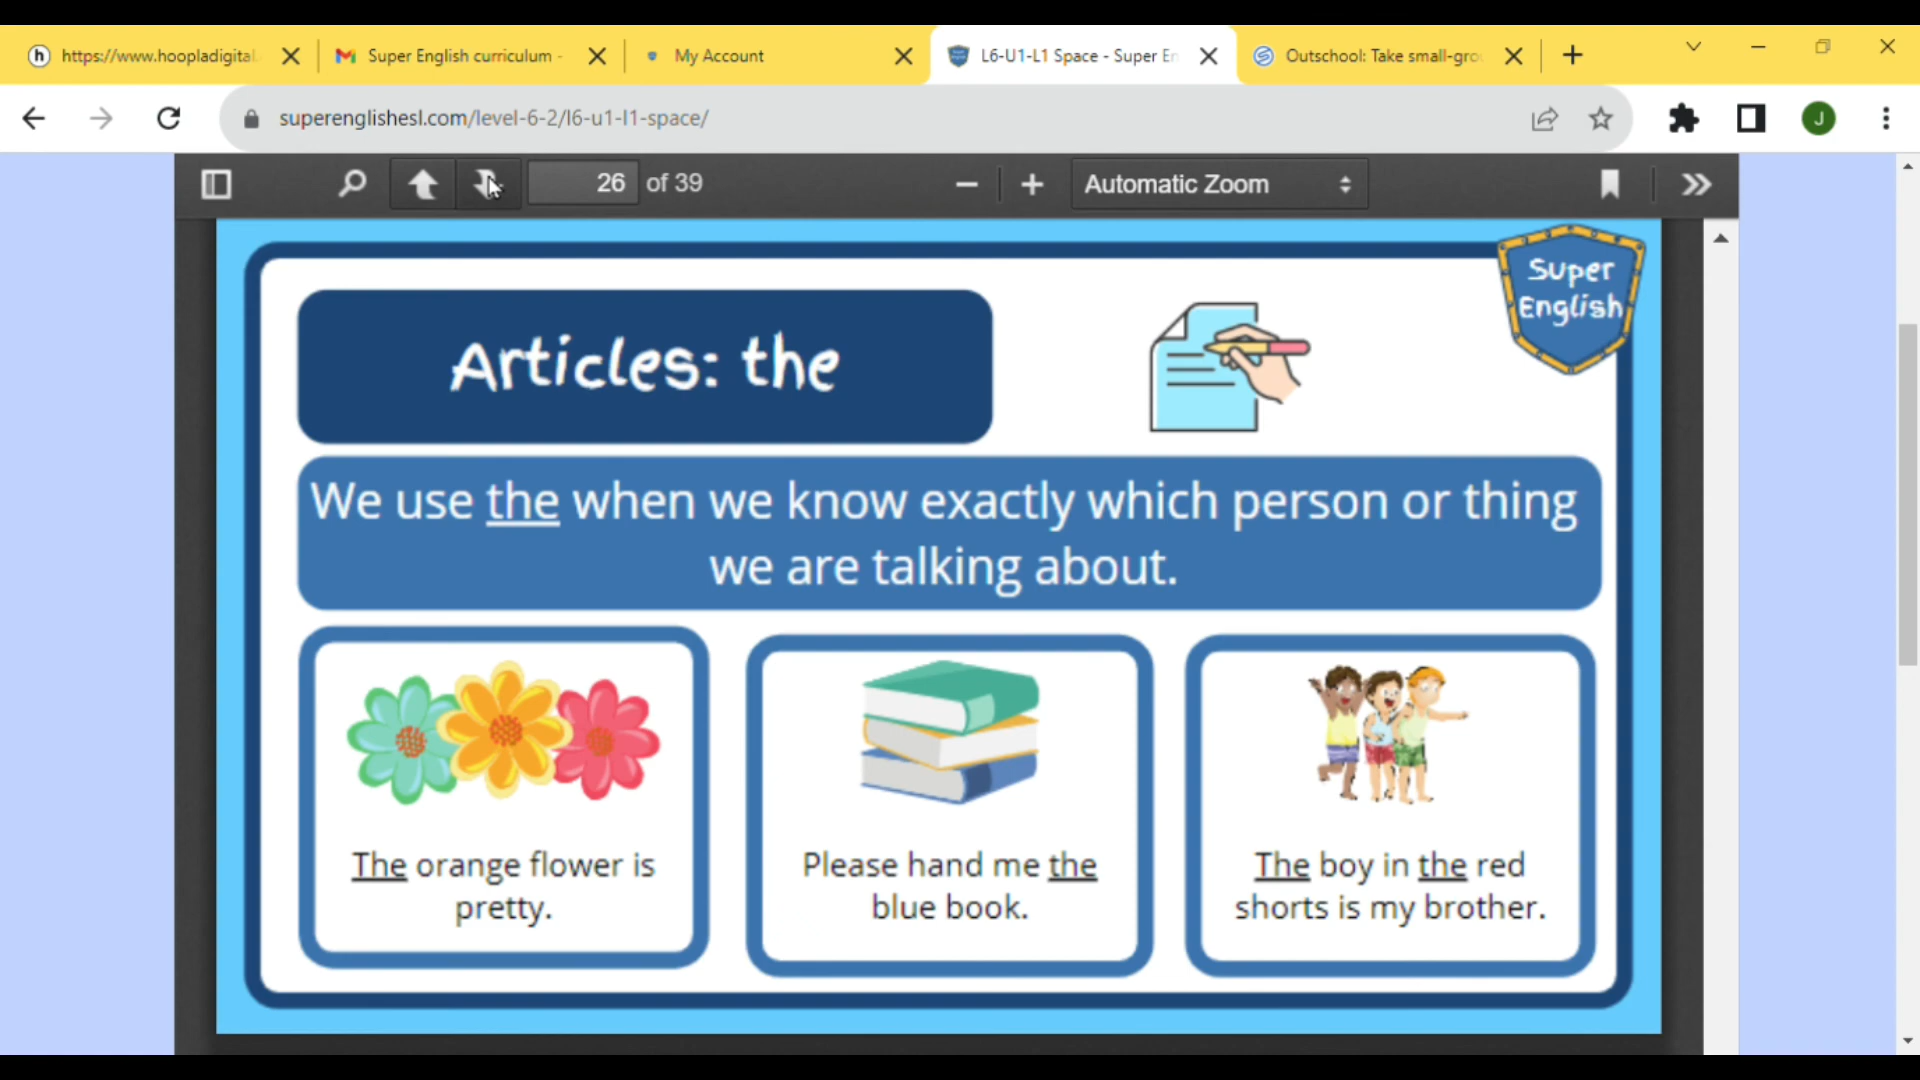 https://www.hoopladigital.
Super English curriculum -
My Account
L6-U1-L1 Space - Super En
Outschool: Take small-gro
superenglishesl.com/level-6-2/l6-u1-l1-space/
J
26 of 39
Automatic Zoom
Super
English
Articles: the
We use the when we know exactly which person or thing
we are talking about.
The orange flower is
pretty.
Please hand me the
blue book.
The boy in the red
shorts is my brother.